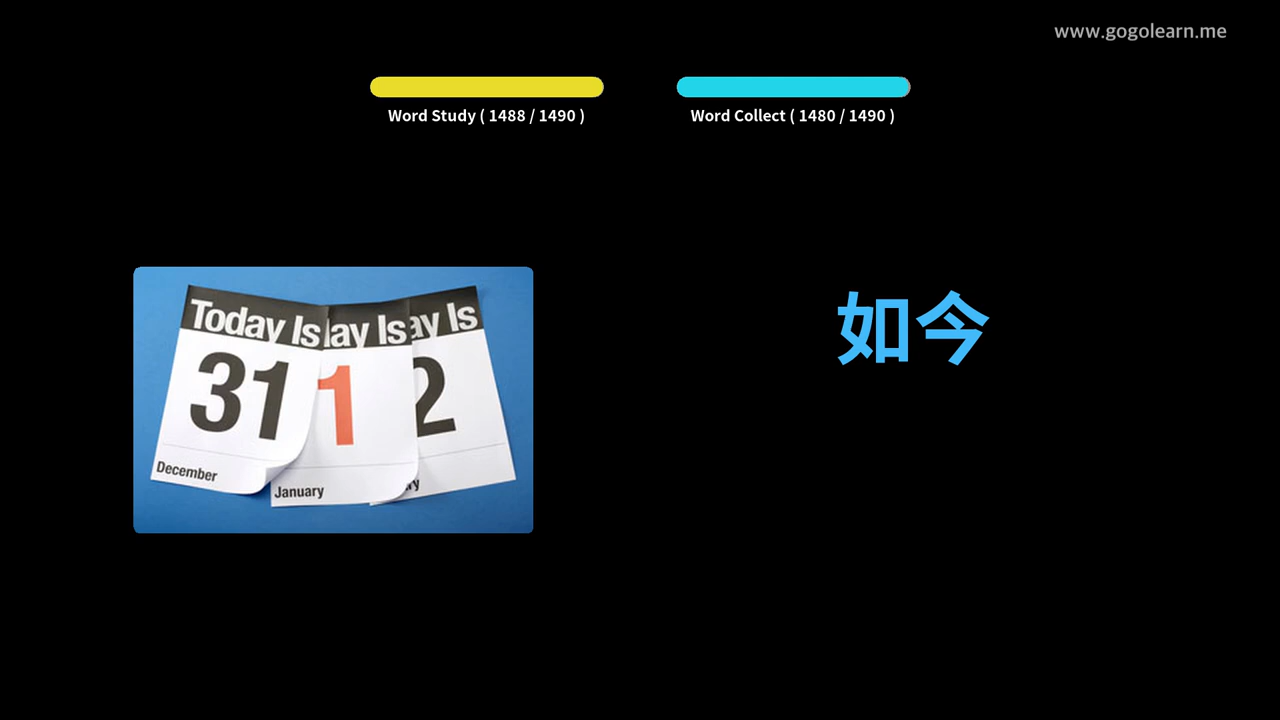 www.gogolearn.me
Word Study ( 1488 / 1490 )
Word Collect ( 1480 / 1490 )
如今
Today Is
ay Is
ay Is
31
1
2
December
January
ry